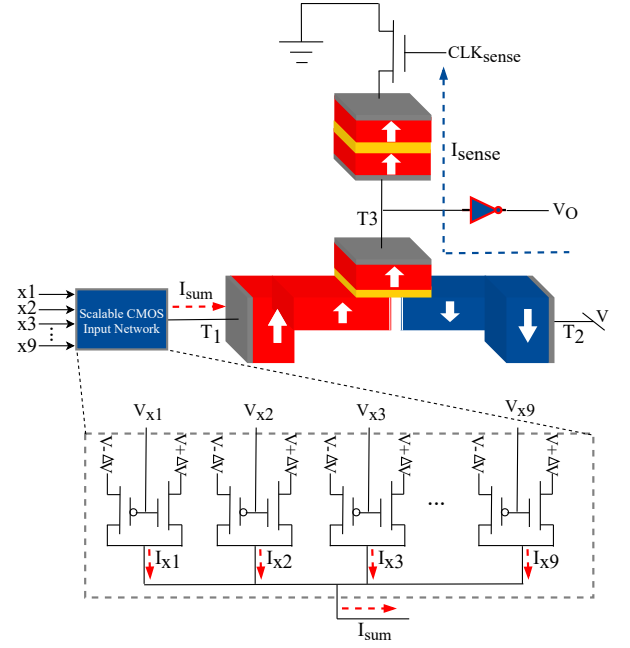 CLKsense
Isense
T3
VO
x1
x2
x3
⋮
x9
Scalable CMOS
Input Network
Isum
T1
T2
V
Vx1
Vx2
Vx3
Vx9
V-ΔV
V+ΔV
V-ΔV
V+ΔV
V-ΔV
V+ΔV
V-ΔV
V+ΔV
...
Ix1
Ix2
Ix3
Ix9
Isum